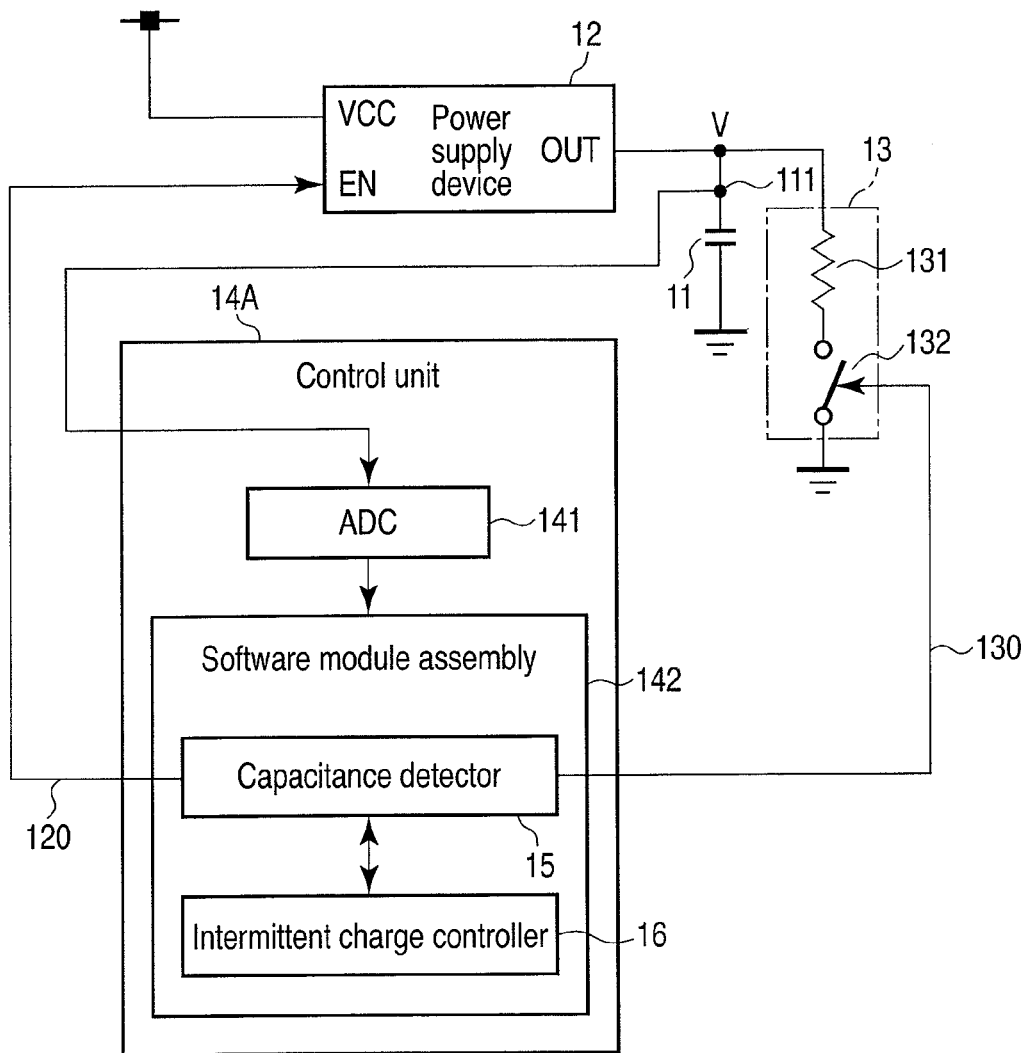 12
VCC
Power
supply
device
OUT
EN
V
111
13
11
131
132
14A
Control unit
ADC
141
Software module assembly
142
130
Capacitance detector
120
15
Intermittent charge controller
16